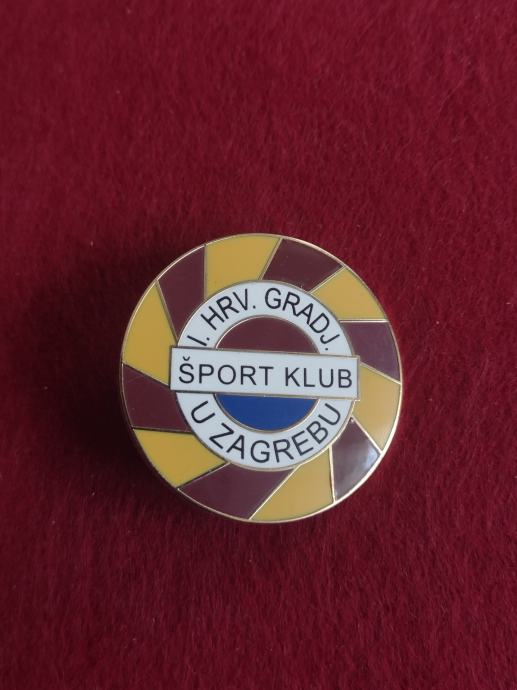 I. HRV. GRADJ.
ŠPORT KLUB
U ZAGREBU